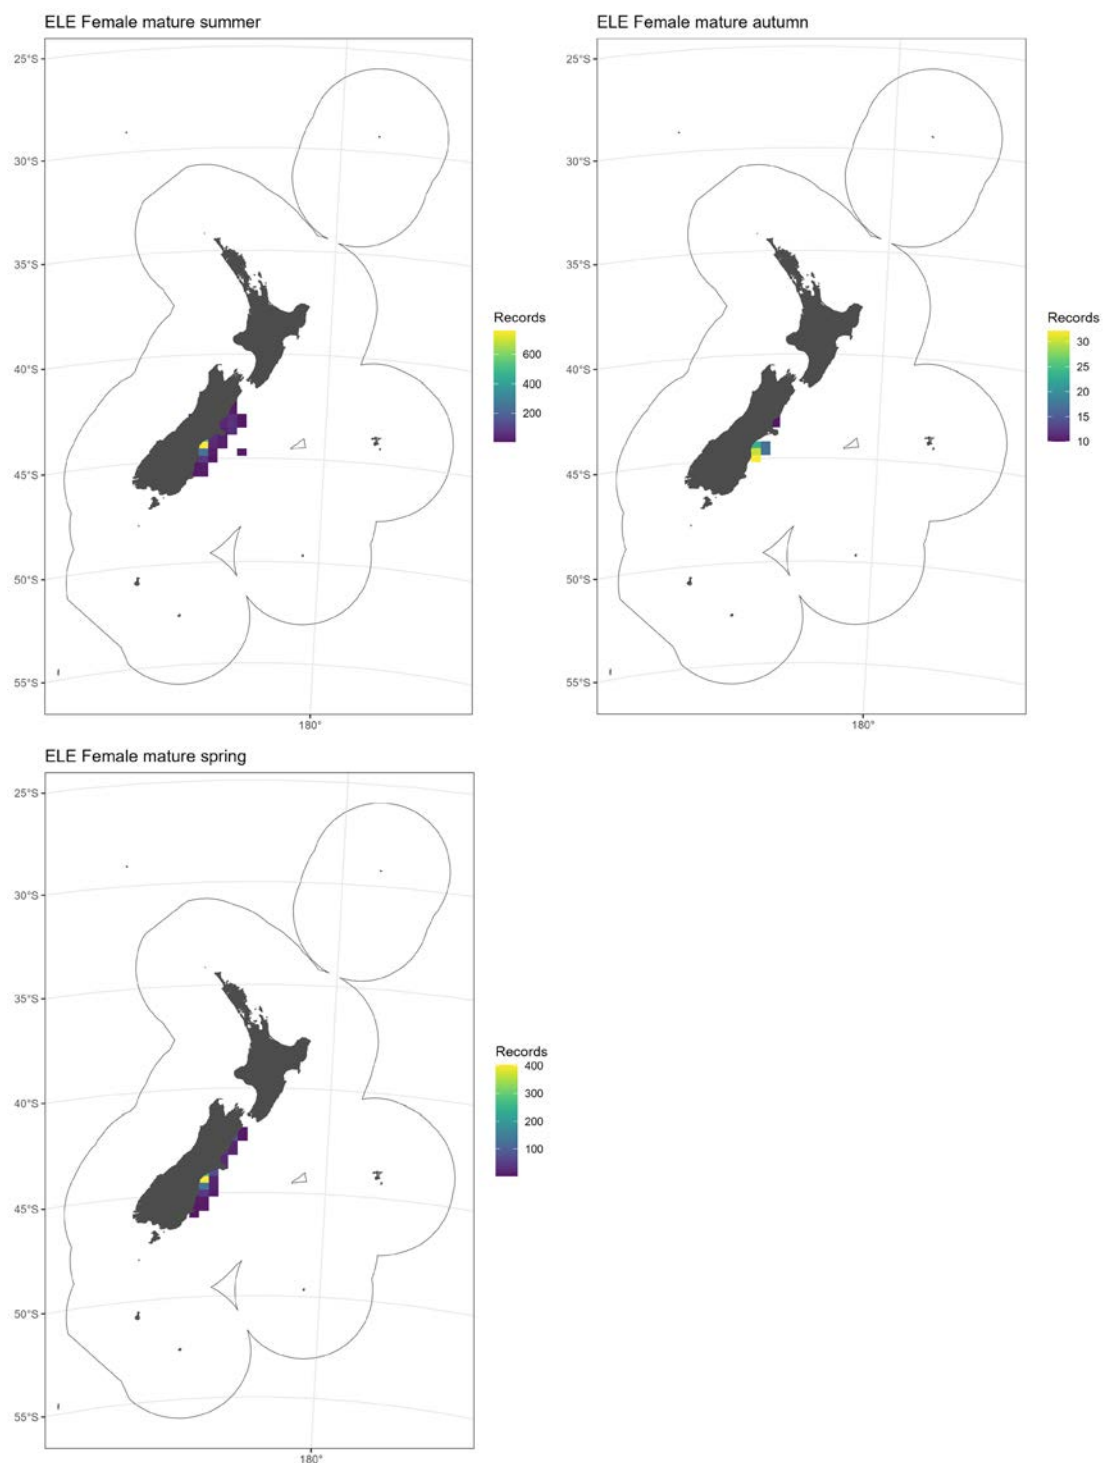 ELE Female mature summer
25°S
30°S
35°S
40°S
45°S
50°S
55°S
180°
Records
600
400
200
ELE Female mature autumn
25°S
30°S
35°S
40°S
45°S
50°S
55°S
180°
Records
30
25
20
15
10
ELE Female mature spring
25°S
30°S
35°S
40°S
45°S
50°S
55°S
180°
Records
400
300
200
100